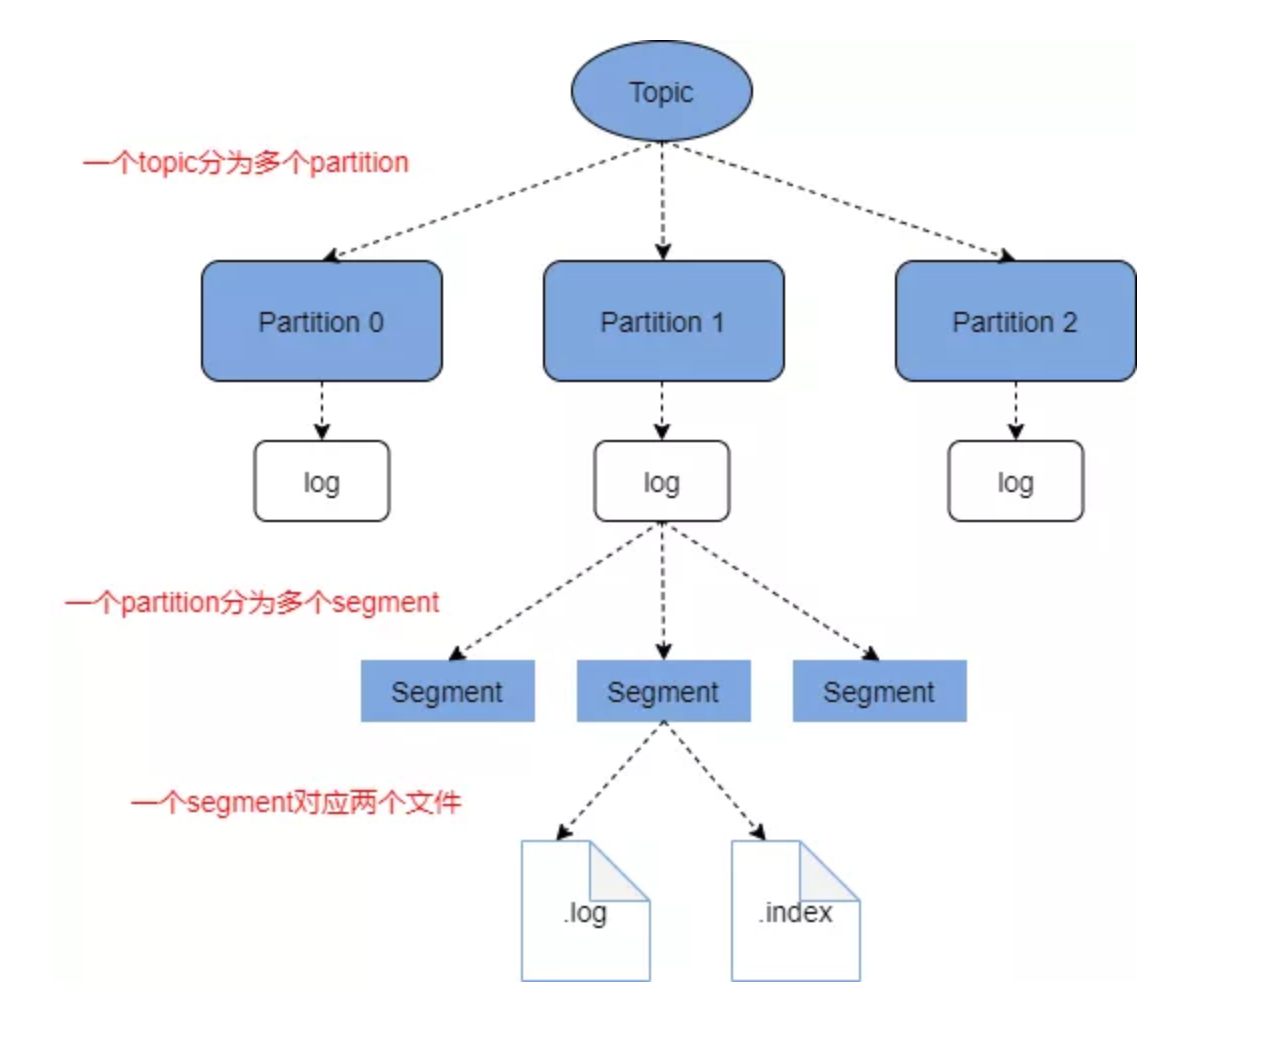 Topic
一个topic分为多个partition
Partition 0
Partition 1
Partition 2
log
log
log
一个partition分为多个segment
Segment
Segment
Segment
一个segment对应两个文件
.log
.index